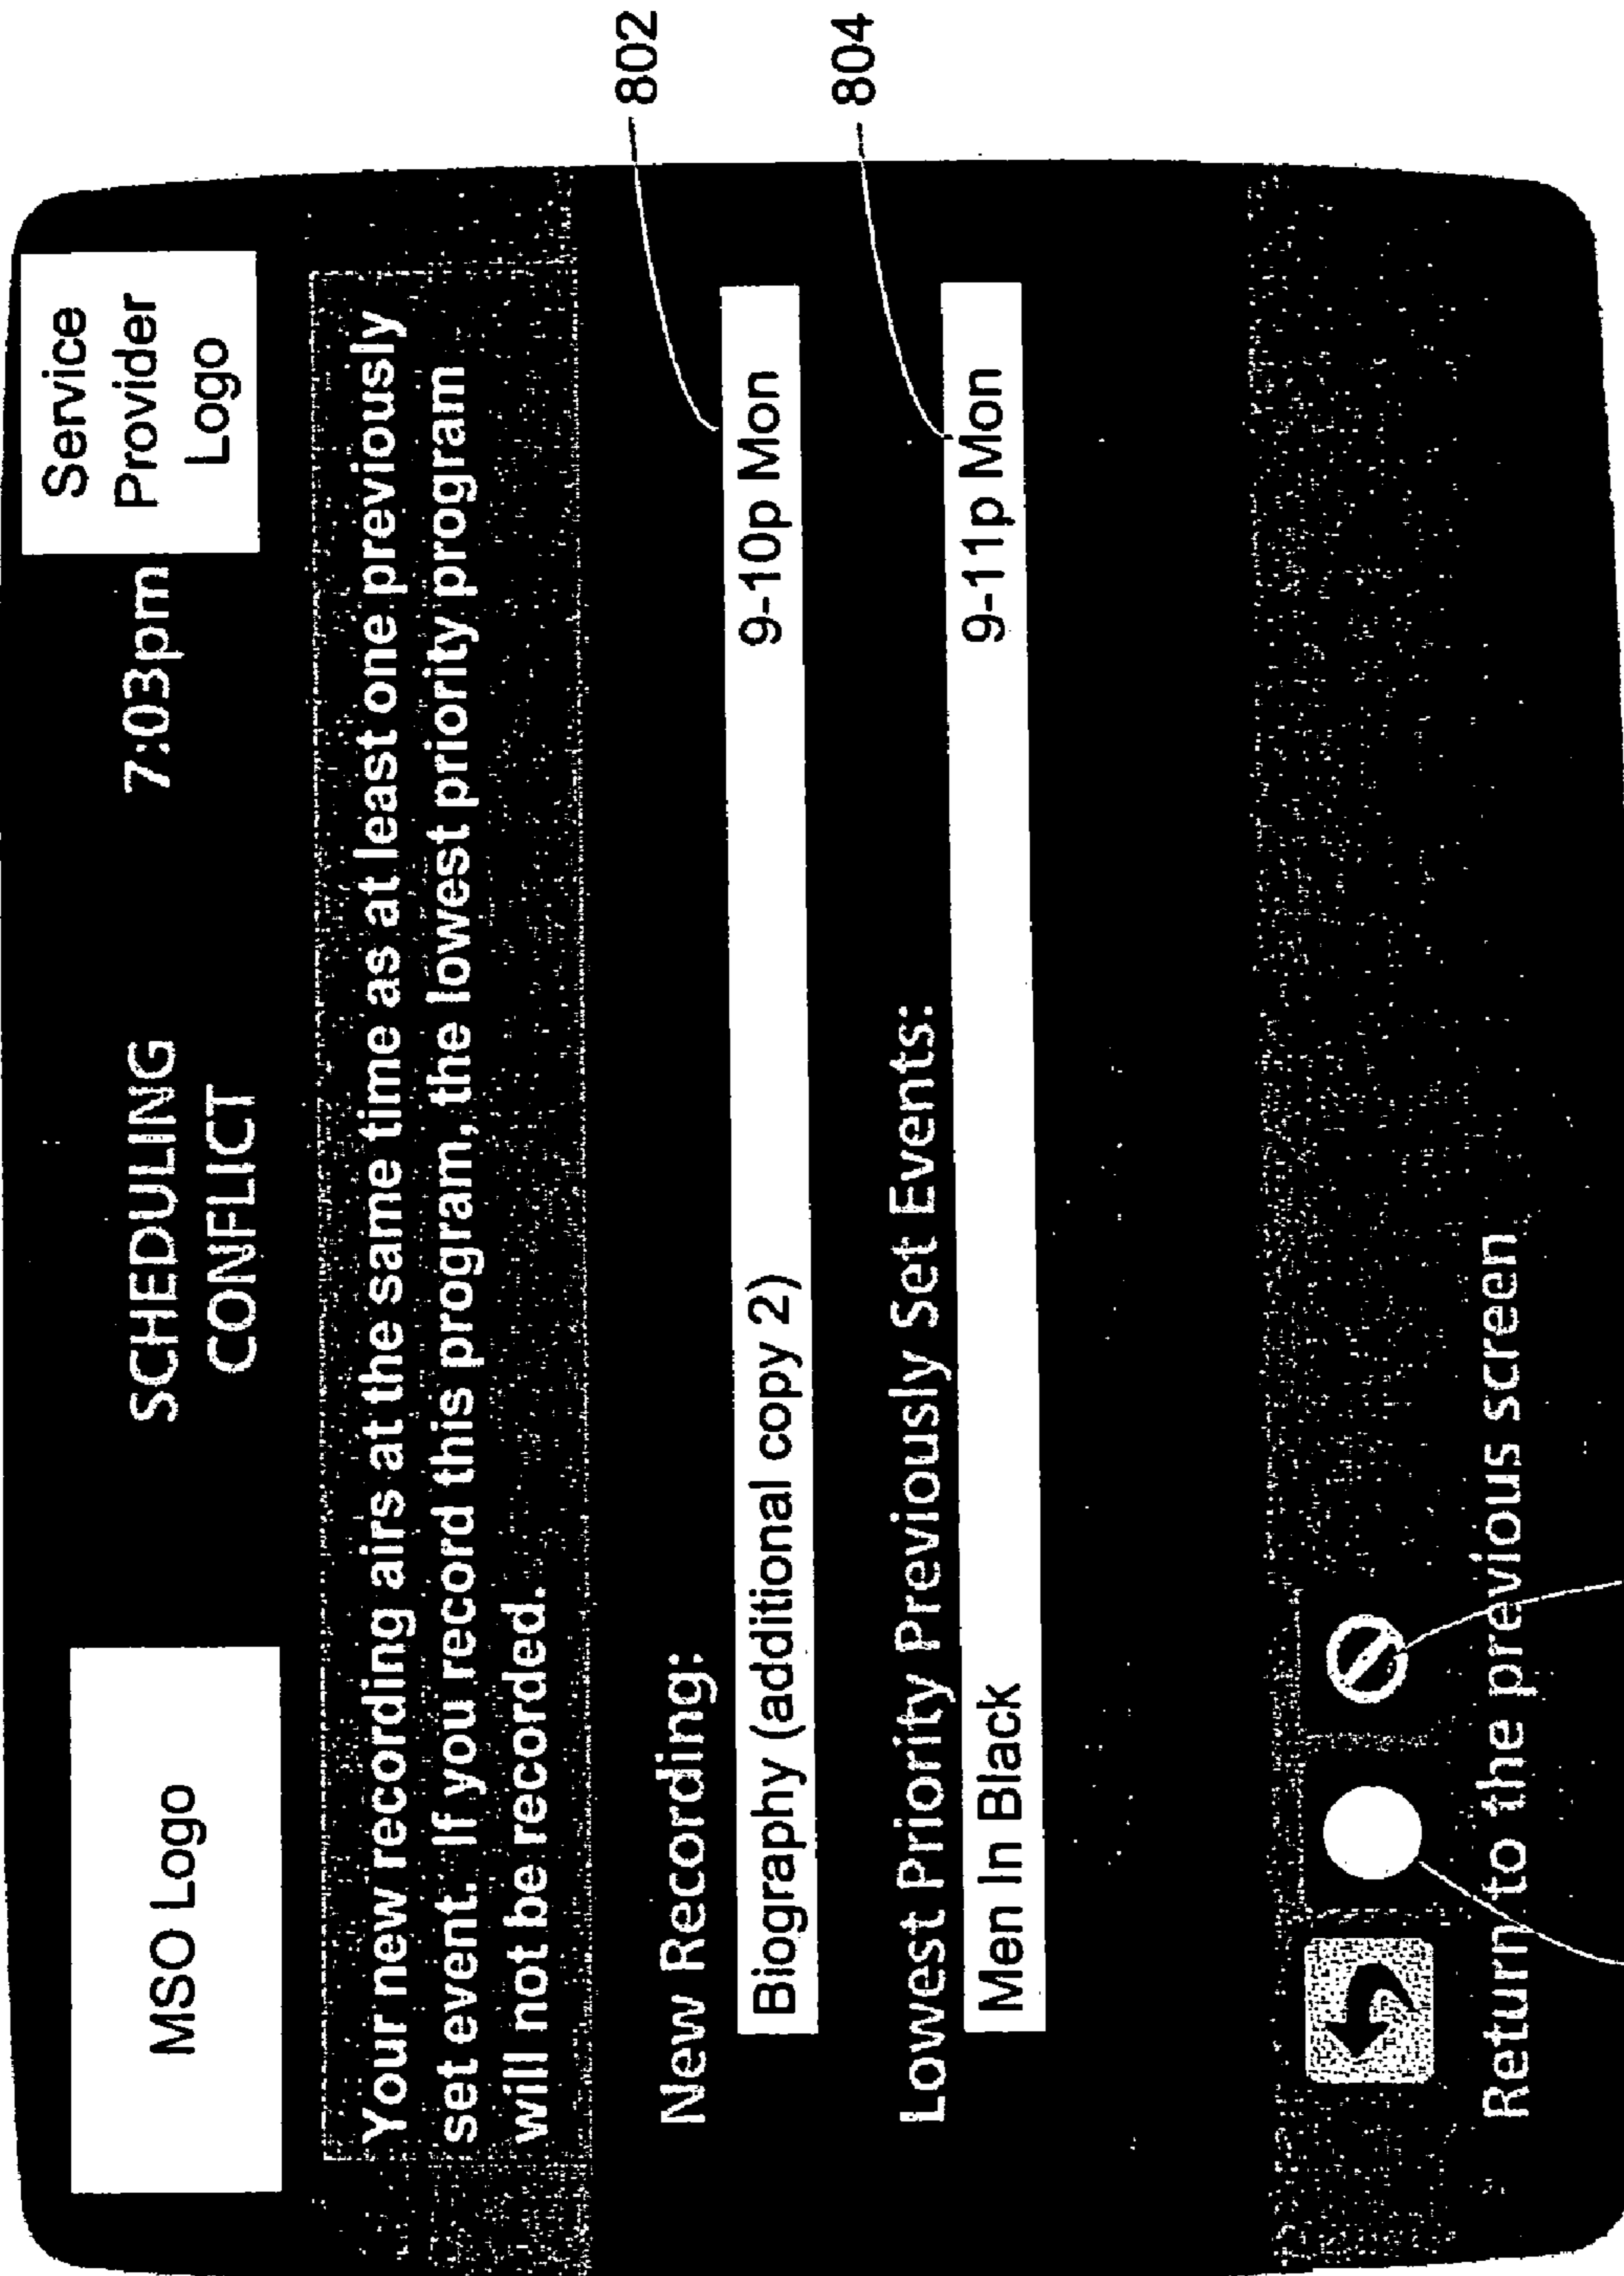 MSO Logo
SCHEDULING
CONFLICT
7:03pm
Service
Provider
Logo
Your new recording airs at the same time as at least one previously
set event. If you record this program, the lowest priority program
will not be recorded.
New Recording:
Biography (additional copy 2) 9-10p Mon
802
Lowest Priority Previously Set Events:
Men In Black 9-11p Mon
804
Return to the previous screen